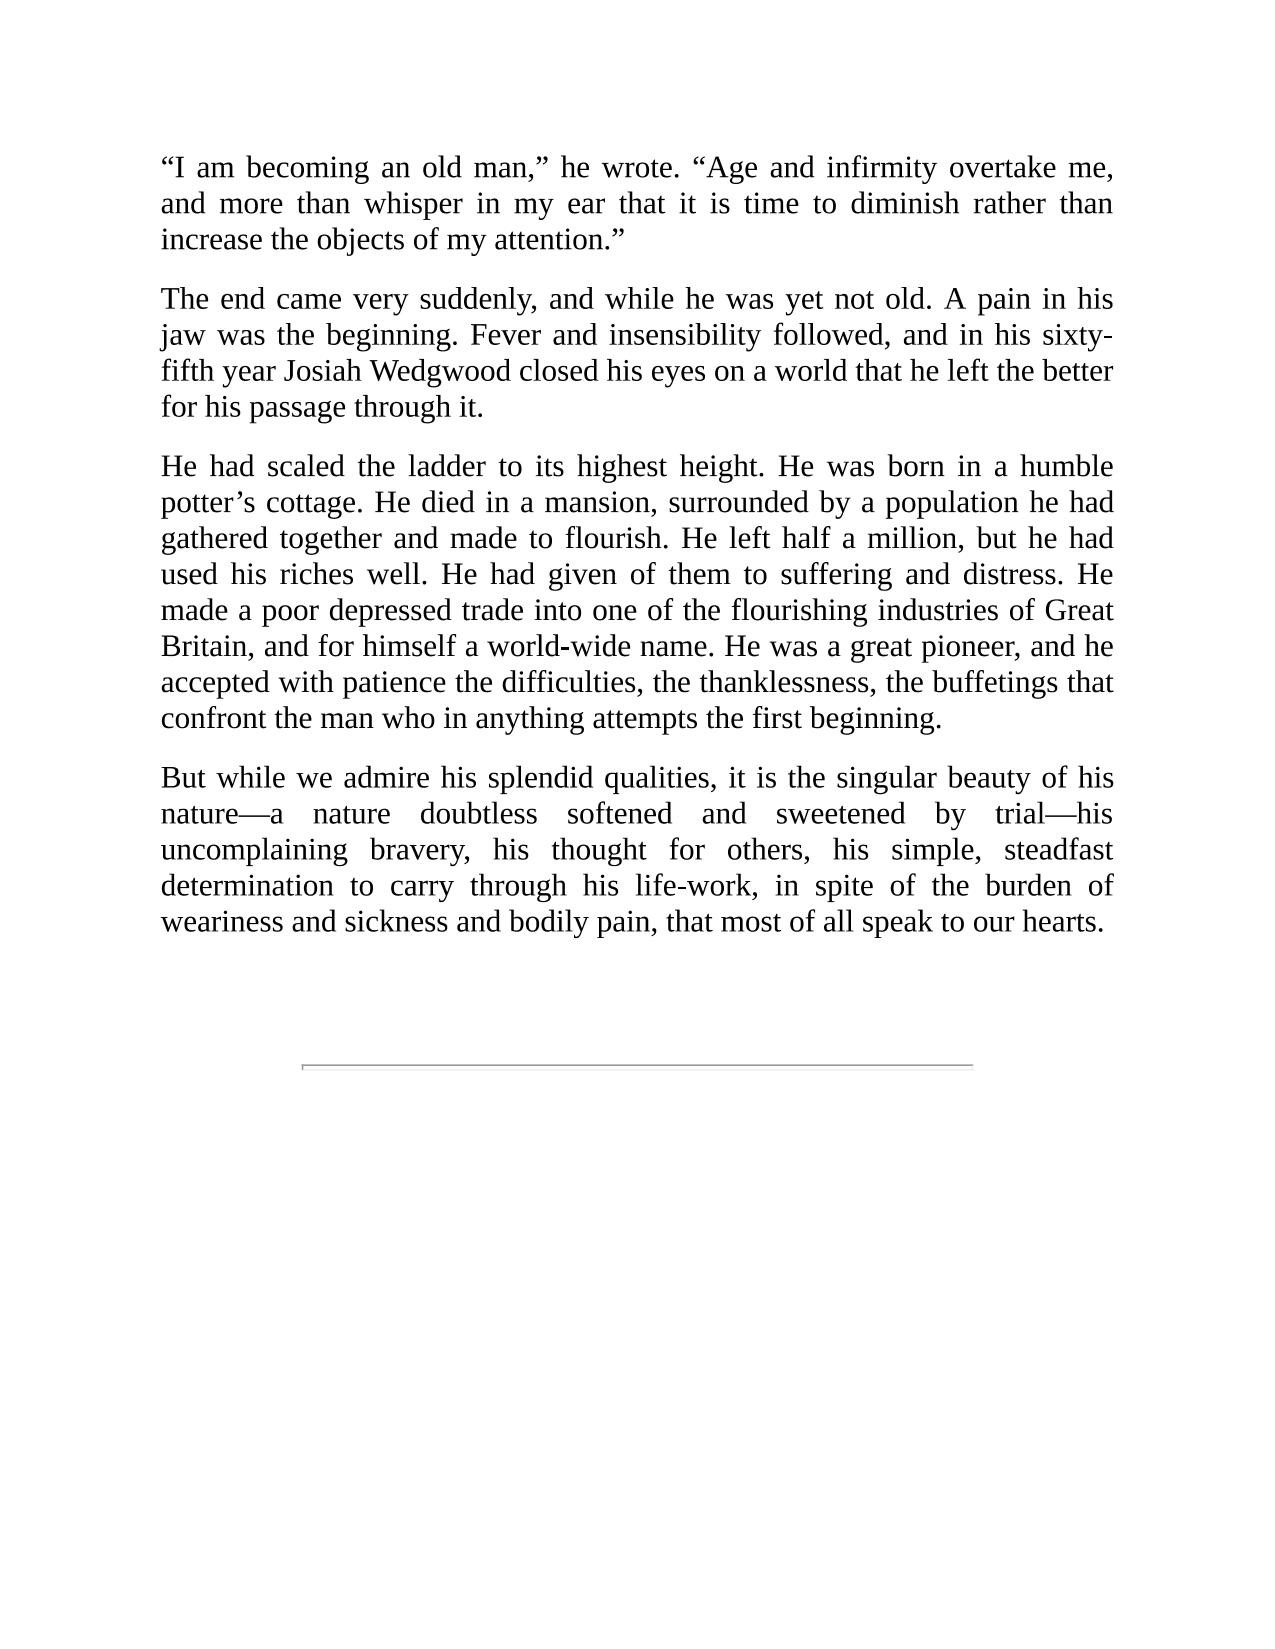 “I am becoming an old man,” he wrote. “Age and infirmity overtake me,
and more than whisper in my ear that it is time to diminish rather than
increase the objects of my attention.”
The end came very suddenly, and while he was yet not old. A pain in his
jaw was the beginning. Fever and insensibility followed, and in his sixty-
fifth year Josiah Wedgwood closed his eyes on a world that he left the better
for his passage through it.
He had scaled the ladder to its highest height. He was born in a humble
potter’s cottage. He died in a mansion, surrounded by a population he had
gathered together and made to flourish. He left half a million, but he had
used his riches well. He had given of them to suffering and distress. He
made a poor depressed trade into one of the flourishing industries of Great
Britain, and for himself a world-wide name. He was a great pioneer, and he
accepted with patience the difficulties, the thanklessness, the buffetings that
confront the man who in anything attempts the first beginning.
But while we admire his splendid qualities, it is the singular beauty of his
nature—a nature doubtless softened and sweetened by trial—his
uncomplaining bravery, his thought for others, his simple, steadfast
determination to carry through his life-work, in spite of the burden of
weariness and sickness and bodily pain, that most of all speak to our hearts.